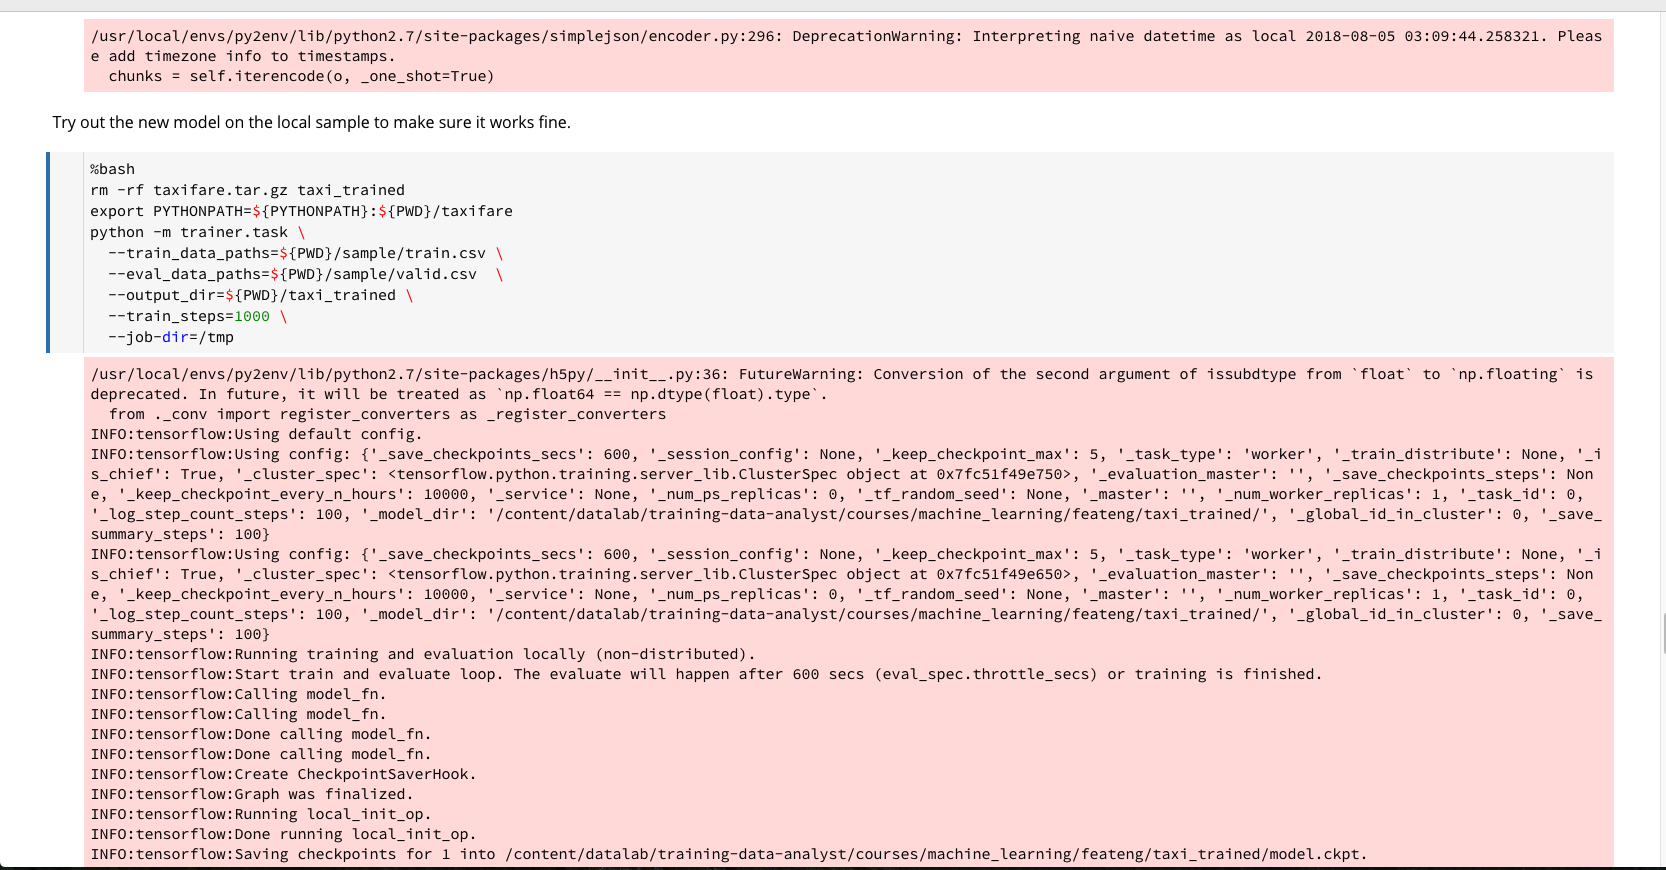 /usr/local/envs/py2env/lib/python2.7/site-packages/simplejson/encoder.py:296: DeprecationWarning: Interpreting naive datetime as local 2018-08-05 03:09:44.258321. Pleas
e add timezone info to timestamps.
  chunks = self.iterencode(o, _one_shot=True)
Try out the new model on the local sample to make sure it works fine.
%bash
rm -rf taxifare.tar.gz taxi_trained
export PYTHONPATH=${PYTHONPATH}:${PWD}/taxifare
python -m trainer.task \
  --train_data_paths=${PWD}/sample/train.csv \
  --eval_data_paths=${PWD}/sample/valid.csv  \
  --output_dir=${PWD}/taxi_trained \
  --train_steps=1000 \
  --job-dir=/tmp
/usr/local/envs/py2env/lib/python2.7/site-packages/h5py/__init__.py:36: FutureWarning: Conversion of the second argument of issubdtype from `float` to `np.floating` is
deprecated. In future, it will be treated as `np.float64 == np.dtype(float).type`.
  from ._conv import register_converters as _register_converters
INFO:tensorflow:Using default config.
INFO:tensorflow:Using config: {'_save_checkpoints_secs': 600, '_session_config': None, '_keep_checkpoint_max': 5, '_task_type': 'worker', '_train_distribute': None, '_i
s_chief': True, '_cluster_spec': <tensorflow.python.training.server_lib.ClusterSpec object at 0x7fc51f49e750>, '_evaluation_master': '', '_save_checkpoints_steps': Non
e, '_keep_checkpoint_every_n_hours': 10000, '_service': None, '_num_ps_replicas': 0, '_tf_random_seed': None, '_master': '', '_num_worker_replicas': 1, '_task_id': 0,
'_log_step_count_steps': 100, '_model_dir': '/content/datalab/training-data-analyst/courses/machine_learning/feateng/taxi_trained/', '_global_id_in_cluster': 0, '_save_
summary_steps': 100}
INFO:tensorflow:Using config: {'_save_checkpoints_secs': 600, '_session_config': None, '_keep_checkpoint_max': 5, '_task_type': 'worker', '_train_distribute': None, '_i
s_chief': True, '_cluster_spec': <tensorflow.python.training.server_lib.ClusterSpec object at 0x7fc51f49e650>, '_evaluation_master': '', '_save_checkpoints_steps': Non
e, '_keep_checkpoint_every_n_hours': 10000, '_service': None, '_num_ps_replicas': 0, '_tf_random_seed': None, '_master': '', '_num_worker_replicas': 1, '_task_id': 0,
'_log_step_count_steps': 100, '_model_dir': '/content/datalab/training-data-analyst/courses/machine_learning/feateng/taxi_trained/', '_global_id_in_cluster': 0, '_save_
summary_steps': 100}
INFO:tensorflow:Running training and evaluation locally (non-distributed).
INFO:tensorflow:Start train and evaluate loop. The evaluate will happen after 600 secs (eval_spec.throttle_secs) or training is finished.
INFO:tensorflow:Calling model_fn.
INFO:tensorflow:Calling model_fn.
INFO:tensorflow:Done calling model_fn.
INFO:tensorflow:Done calling model_fn.
INFO:tensorflow:Create CheckpointSaverHook.
INFO:tensorflow:Graph was finalized.
INFO:tensorflow:Running local_init_op.
INFO:tensorflow:Done running local_init_op.
INFO:tensorflow:Saving checkpoints for 1 into /content/datalab/training-data-analyst/courses/machine_learning/feateng/taxi_trained/model.ckpt.